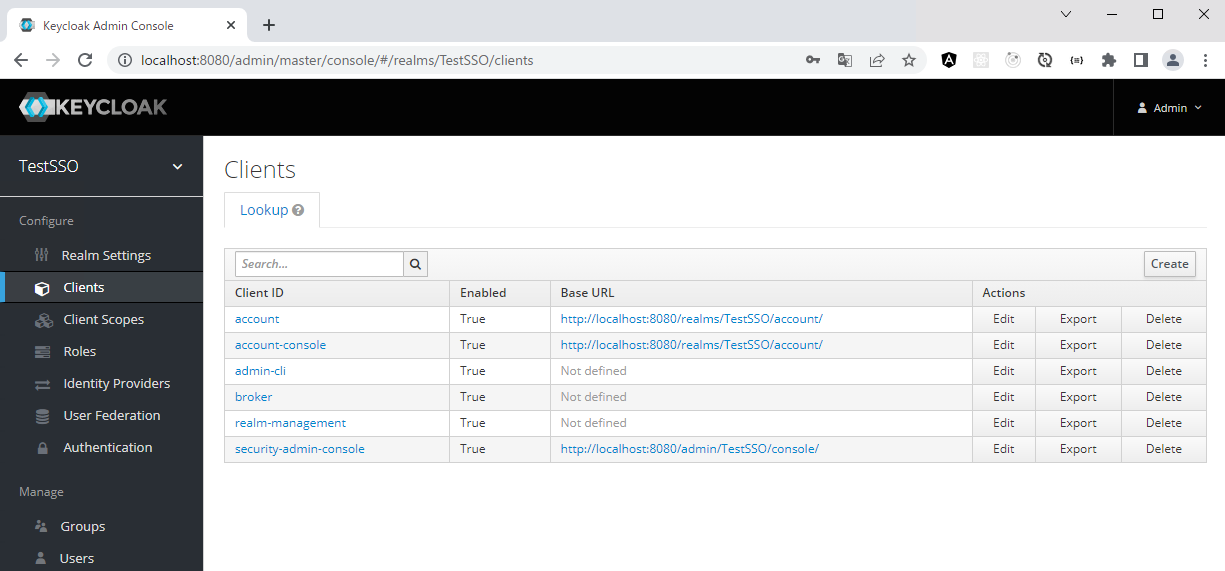 Keycloak Admin Console
localhost:8080/admin/master/console/#/realms/TestSSO/clients
KEYCLOAK
Admin
TestSSO
Configure
Realm Settings
Clients
Client Scopes
Roles
Identity Providers
User Federation
Authentication
Manage
Groups
Users
Clients
Lookup ?
Search...
Create
Client ID Enabled Base URL Actions
account True http://localhost:8080/realms/TestSSO/account/ Edit Export Delete
account-console True http://localhost:8080/realms/TestSSO/account/ Edit Export Delete
admin-cli True Not defined Edit Export Delete
broker True Not defined Edit Export Delete
realm-management True Not defined Edit Export Delete
security-admin-console True http://localhost:8080/admin/TestSSO/console/ Edit Export Delete